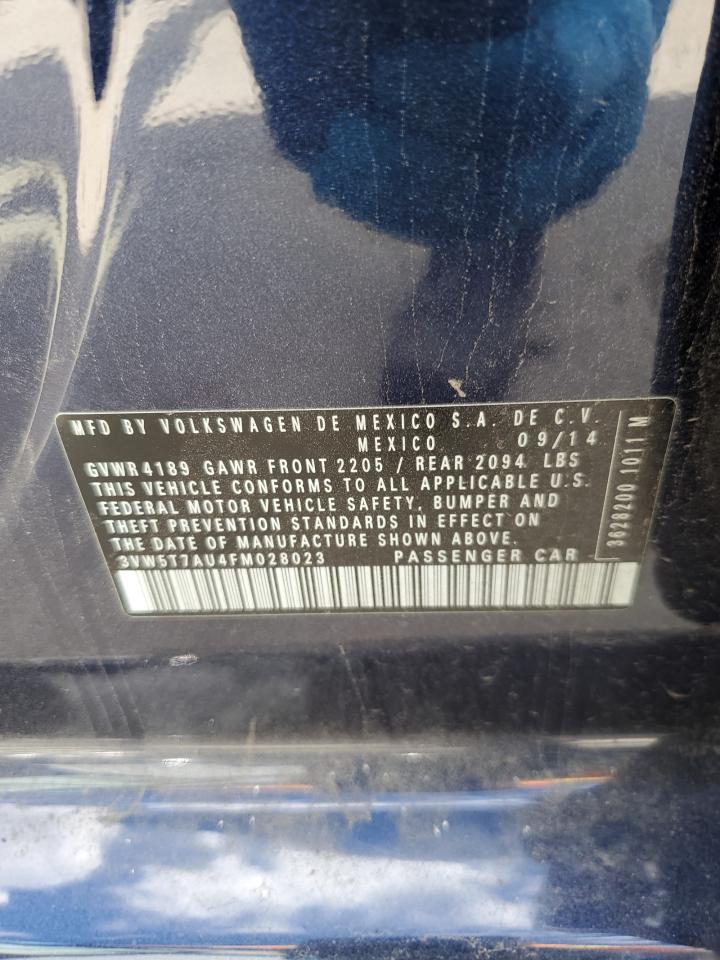 MFD BY VOLKSWAGEN DE MEXICO S.A. DE C.V.
MEXICO 09/14
GVWR4189 GAWR FRONT 2205 / REAR 2094 LBS
THIS VEHICLE CONFORMS TO ALL APPLICABLE U.S.
FEDERAL MOTOR VEHICLE SAFETY, BUMPER AND
THEFT PREVENTION STANDARDS IN EFFECT ON
THE DATE OF MANUFACTURE SHOWN ABOVE.
3VW5T7AU4FM028023 PASSENGER CAR
3628200.1011 M